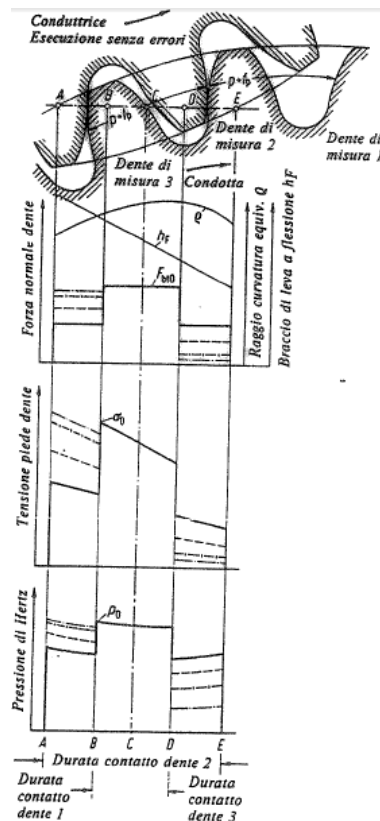 Conduttrice
Esecuzione senza errori
A
B
C
D
E
p+fp
p+fp
Dente di
misura 1
Dente di
misura 2
Dente di
misura 3
Condotta
Forza normale dente
ϱ
hF
Fbt0
Raggio curvatura equiv. ϱ
Braccio di leva a flessione hF
Tensione piede dente
σ0
Pressione di Hertz
p0
A B C D E
Durata contatto dente 2
Durata
contatto
dente 1
Durata
contatto
dente 3